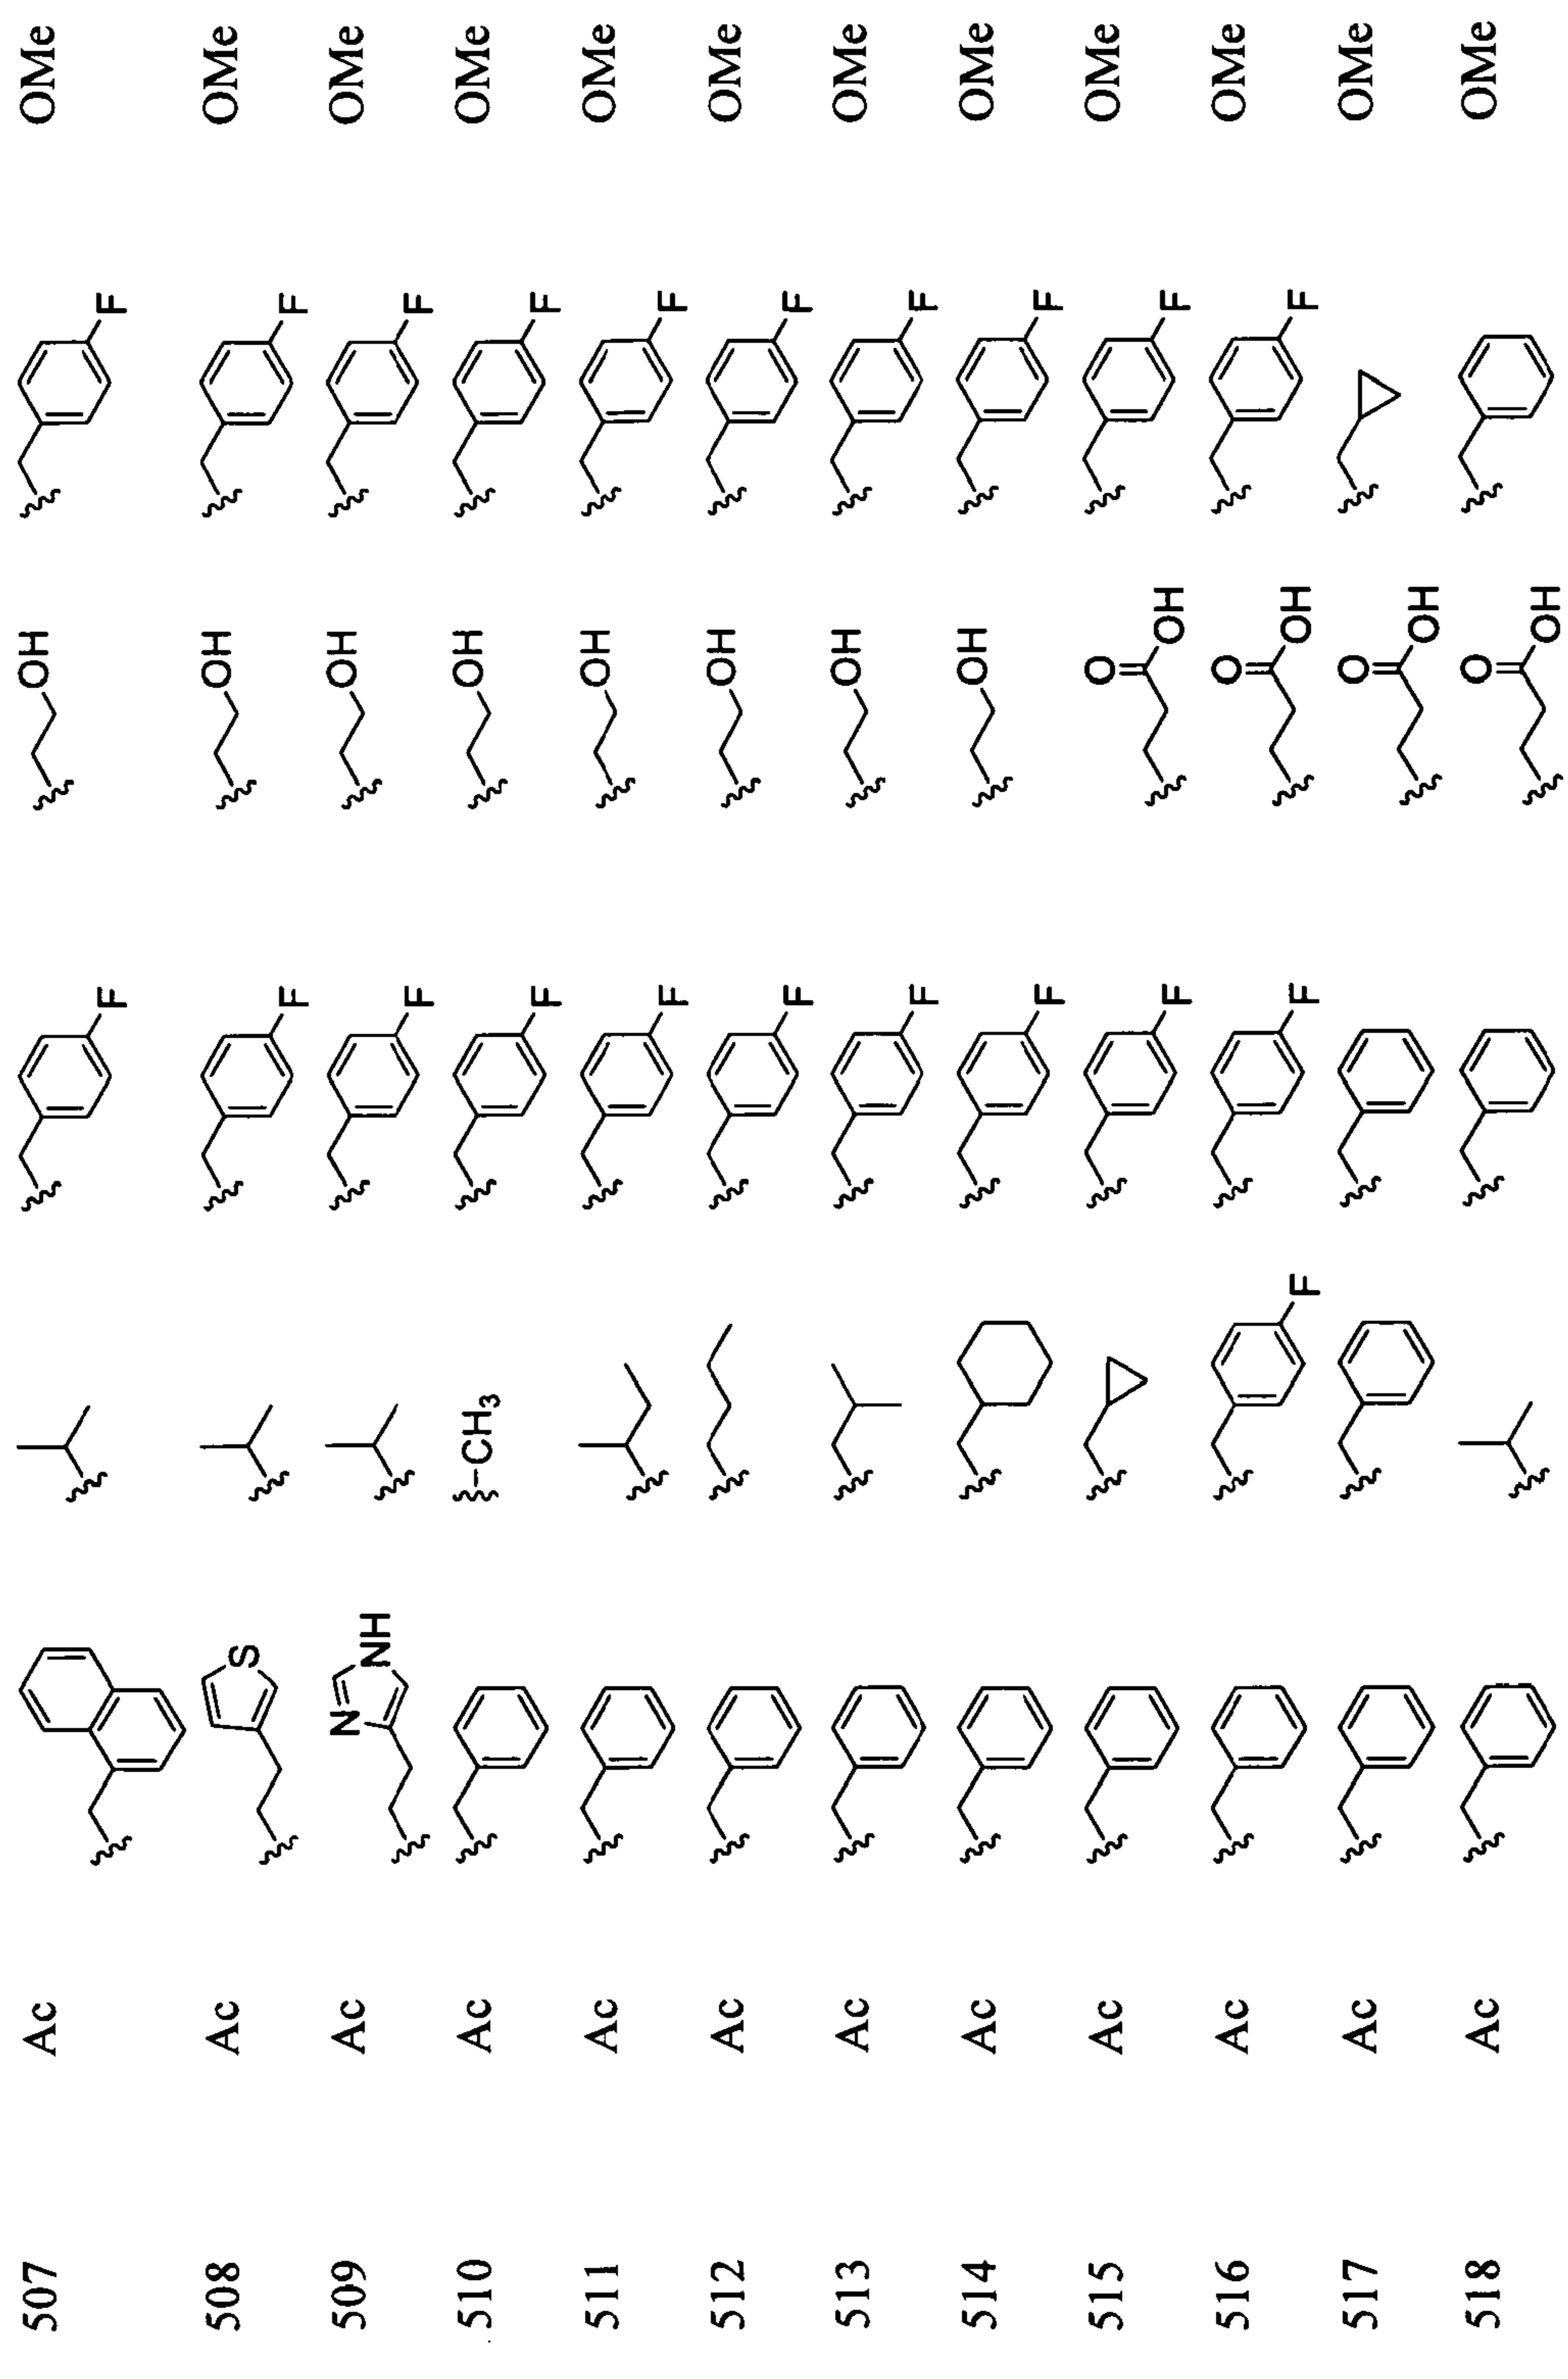 507 Ac F OH F OMe
508 Ac S F OH F OMe
509 Ac N NH F OH F OMe
510 Ac CH3 F OH F OMe
511 Ac F OH F OMe
512 Ac F OH F OMe
513 Ac F OH F OMe
514 Ac F OH F OMe
515 Ac F O OH F OMe
516 Ac F F O OH F OMe
517 Ac O OH OMe
518 Ac O OH OMe